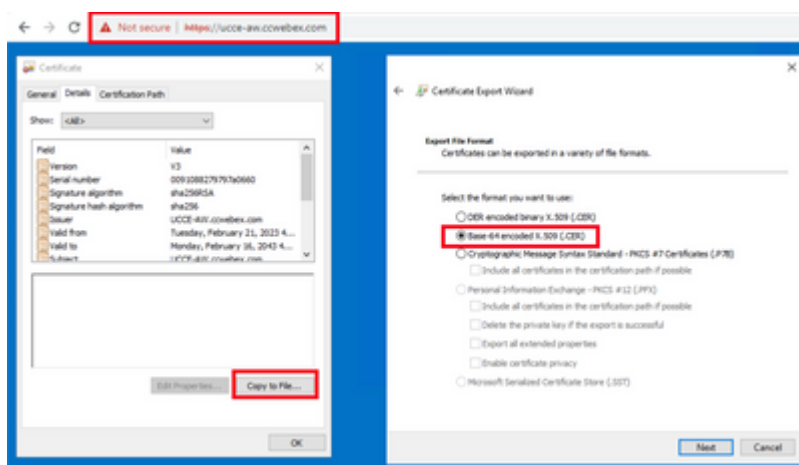 Not secure | https://ucce-aw.ccwebex.com
Certificate
General Details Certification Path
Show: <All>
Field Value
Version V3
Serial number 0091088279797a0660
Signature algorithm sha256RSA
Signature hash algorithm sha256
Issuer UCCE-AW.ccwebex.com
Valid from Tuesday, February 21, 2023 4...
Valid to Monday, February 16, 2043 4...
Subject UCCE-AW.ccwebex.com
Edit Properties... Copy to File...
OK
Certificate Export Wizard
Export File Format
Certificates can be exported in a variety of file formats.
Select the format you want to use:
DER encoded binary X.509 (.CER)
Base-64 encoded X.509 (.CER)
Cryptographic Message Syntax Standard - PKCS #7 Certificates (.P7B)
Include all certificates in the certification path if possible
Personal Information Exchange - PKCS #12 (.PFX)
Include all certificates in the certification path if possible
Delete the private key if the export is successful
Export all extended properties
Enable certificate privacy
Microsoft Serialized Certificate Store (.SST)
Next Cancel